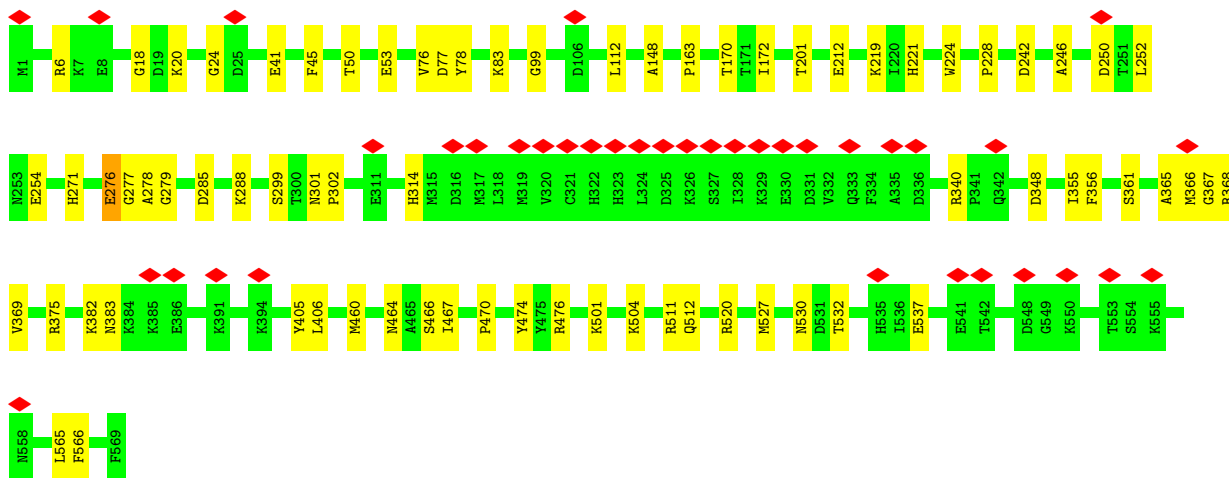 M1 R6 K7 E8 G18 D19 K20 G24 D25 E41 F45 T50 E53 V76 D77 Y78 K83 G99 D106 L112 A148 P163 T170 T171 I172 T201 E212 K219 I220 H221 W224 P228 D242 A246 D250 T251 L252
N253 E254 H271 E276 G277 A278 G279 D285 K288 S299 T300 N301 P302 E311 H314 M315 D316 M317 L318 M319 V320 C321 H322 H323 L324 D325 K326 S327 I328 K329 E330 D331 V332 Q333 F334 A335 D336 R340 P341 Q342 D348 I355 F356 S361 A365 M366 G367 R368
V369 R375 K382 N383 K384 K385 E386 K391 K394 Y405 L406 M460 N464 A465 S466 I467 P470 Y474 Y475 R476 K501 K504 R511 Q512 R520 M527 N530 D531 T532 H535 I536 E537 E541 T542 D548 G549 K550 T553 S554 K555
N558 L565 F566 F569